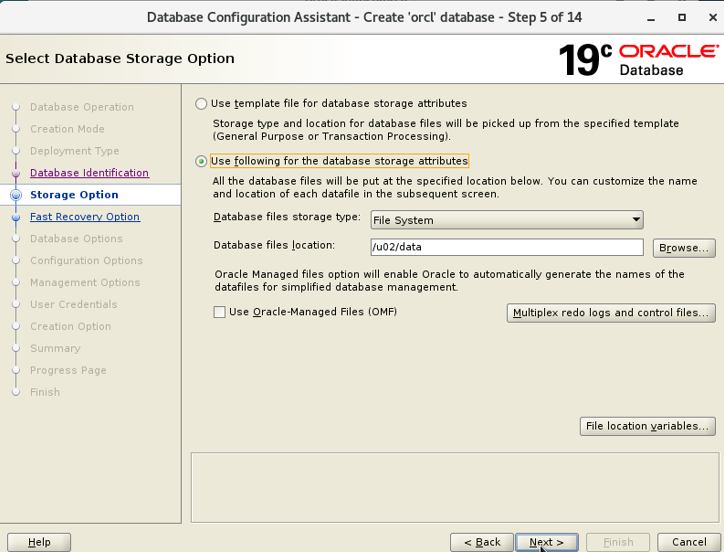 Database Configuration Assistant - Create 'orcl' database - Step 5 of 14
Select Database Storage Option
19c ORACLE
Database
Database Operation
Creation Mode
Deployment Type
Database Identification
Storage Option
Fast Recovery Option
Database Options
Configuration Options
Management Options
User Credentials
Creation Option
Summary
Progress Page
Finish
Use template file for database storage attributes
Storage type and location for database files will be picked up from the specified template
(General Purpose or Transaction Processing).
Use following for the database storage attributes
All the database files will be put at the specified location below. You can customize the name
and location of each datafile in the subsequent screen.
Database files storage type: File System
Database files location: /u02/data Browse...
Oracle Managed files option will enable Oracle to automatically generate the names of the
datafiles for simplified database management.
Use Oracle-Managed Files (OMF) Multiplex redo logs and control files...
File location variables...
Help < Back Next > Finish Cancel